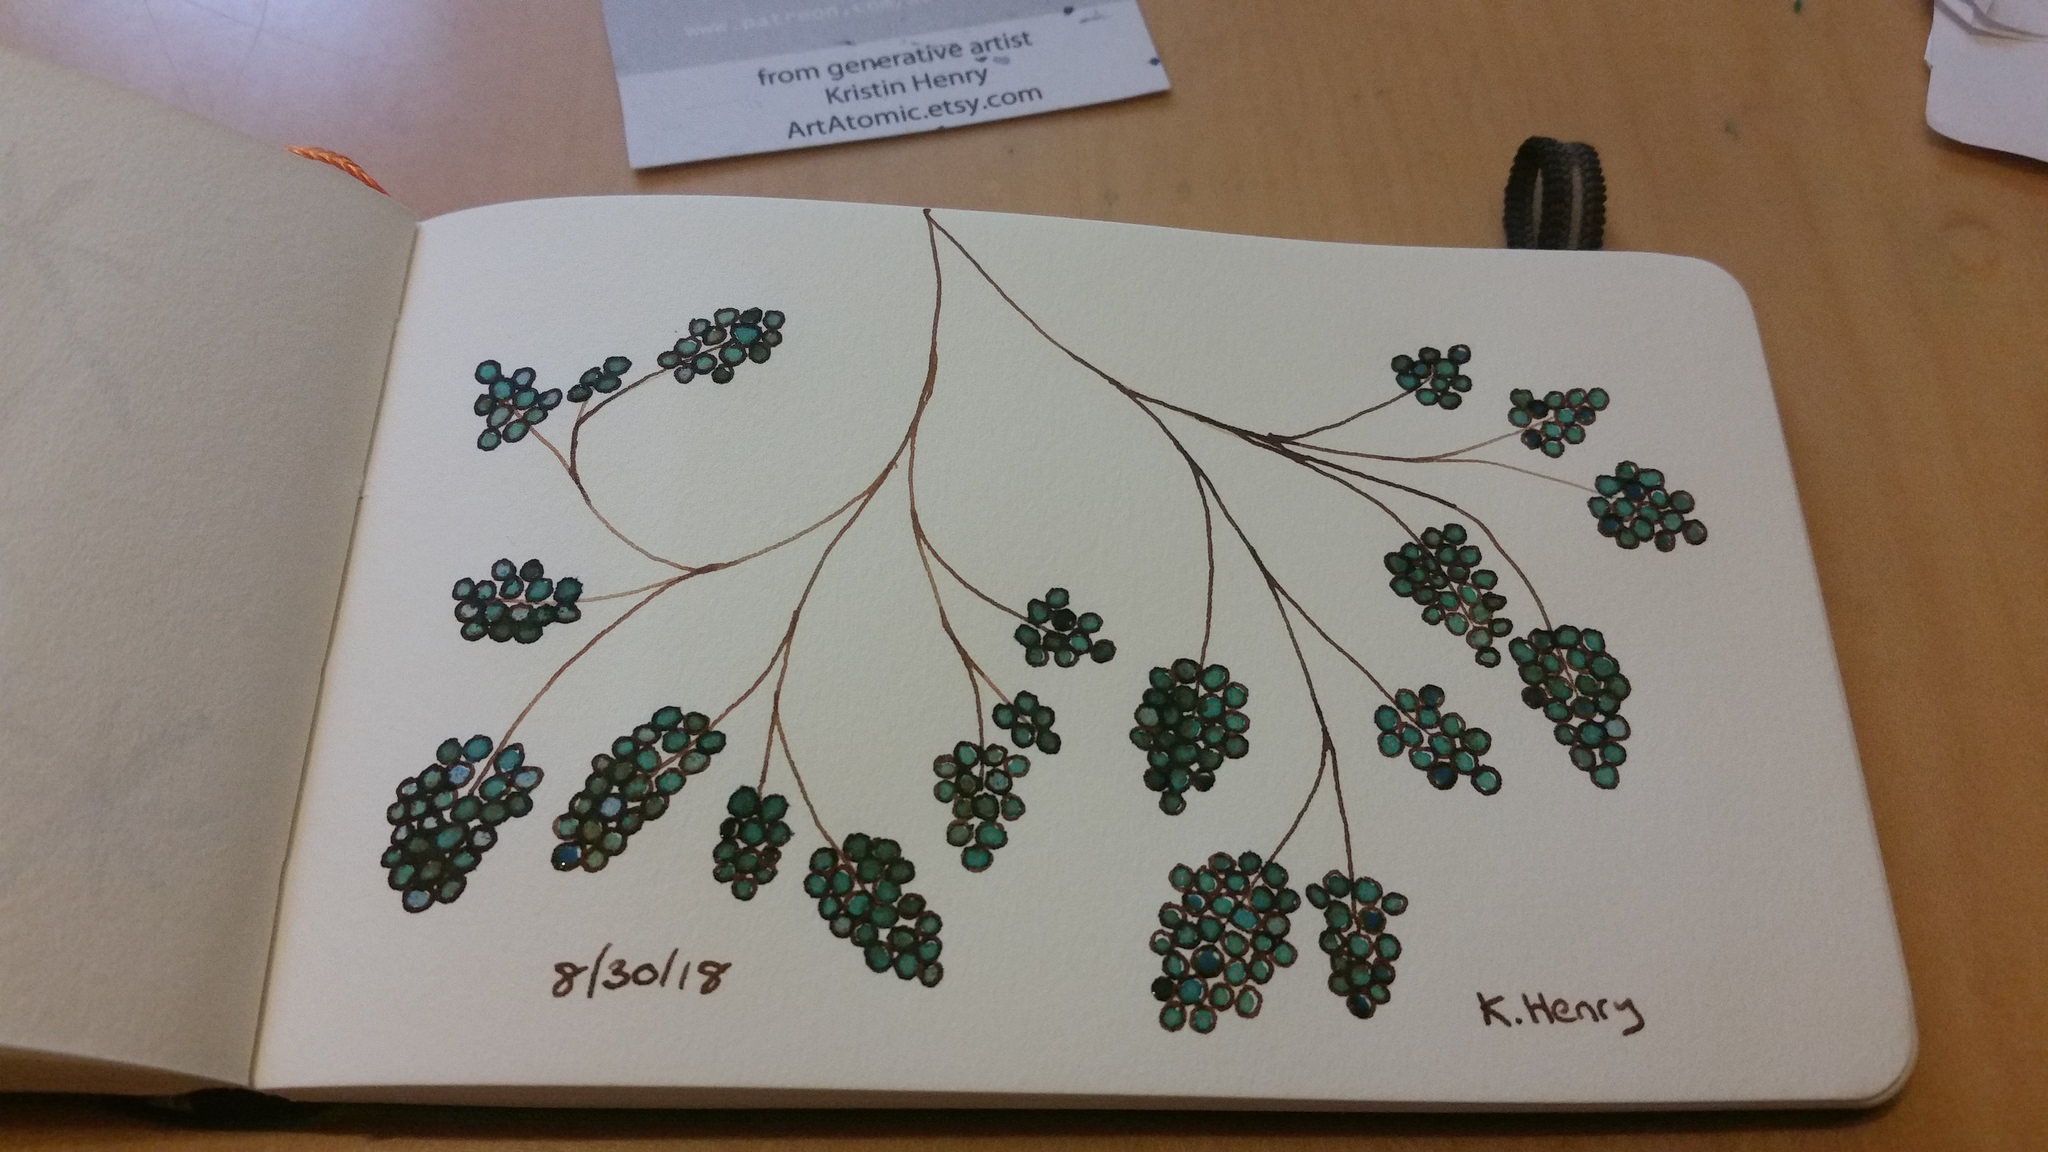 from generative artist
Kristin Henry
ArtAtomic.etsy.com
8/30/18
K.Henry